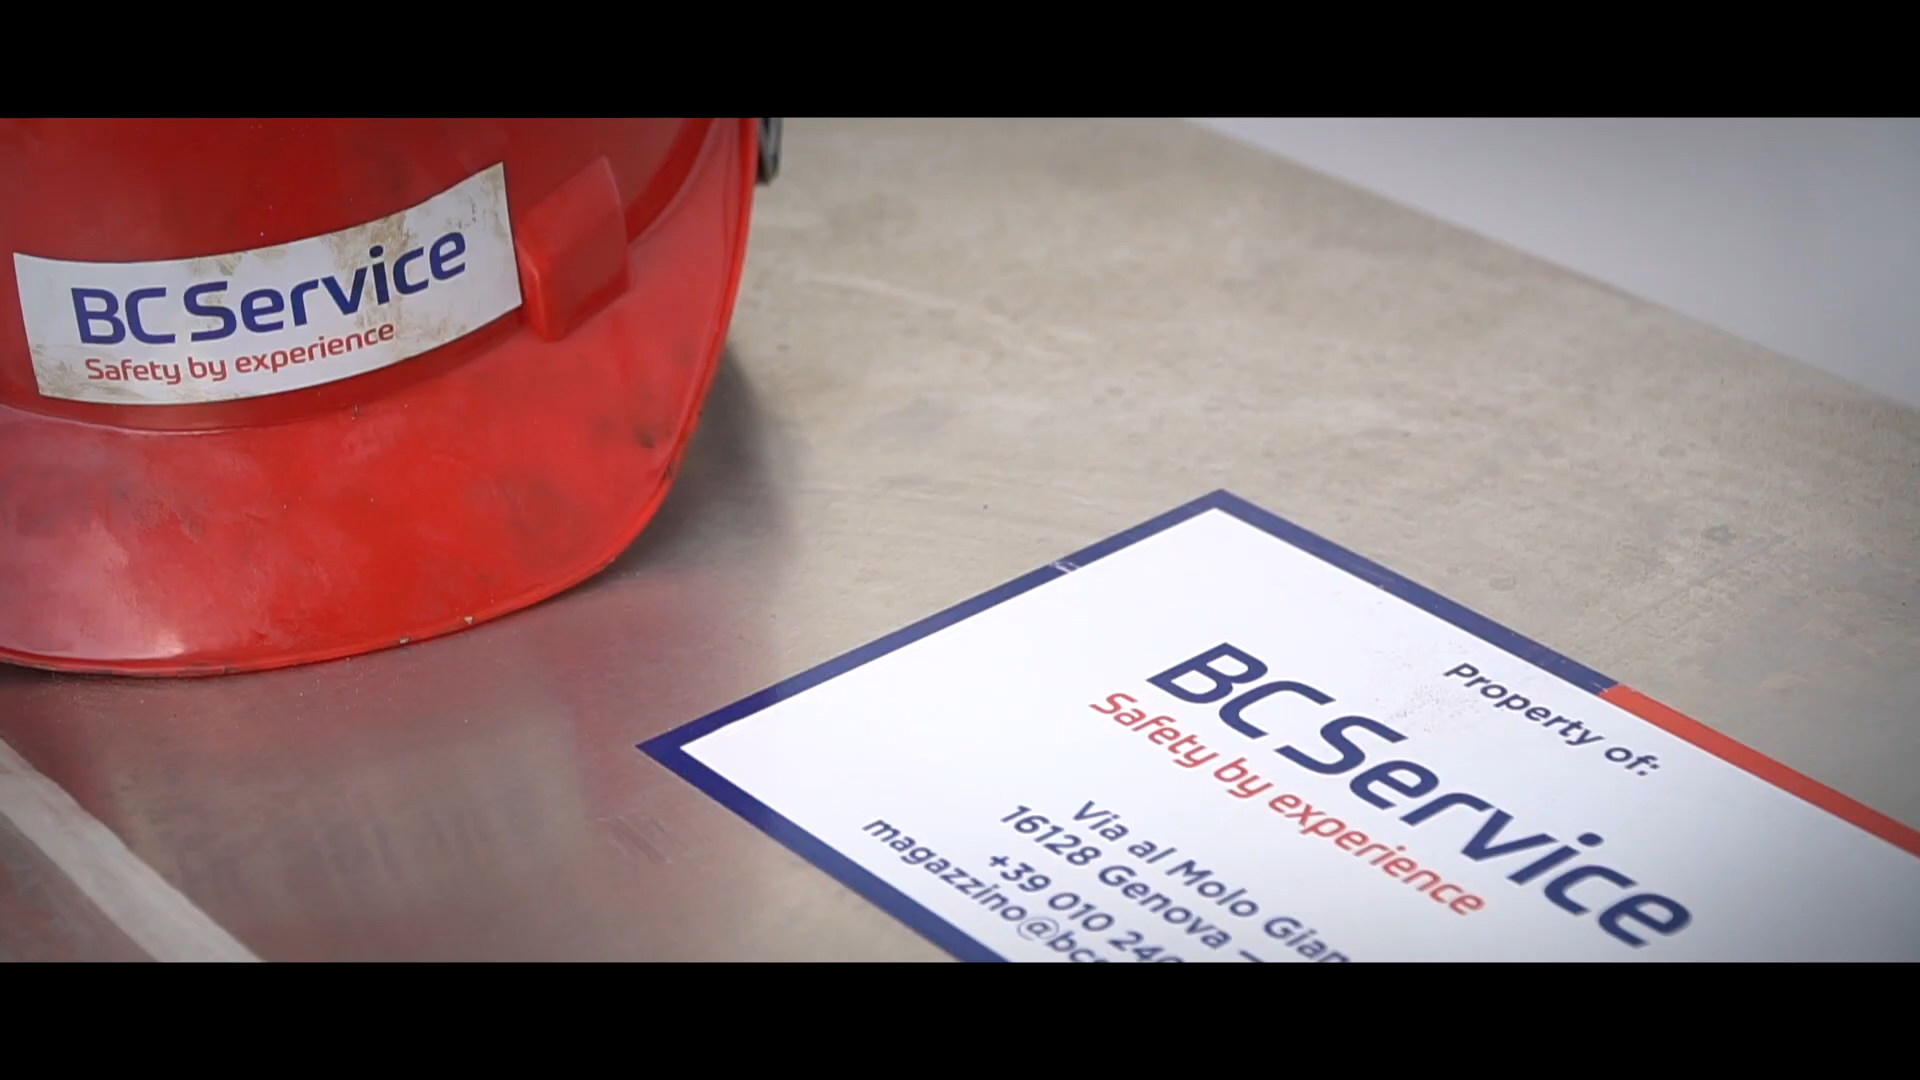 BC Service
Safety by experience
Property of:
BC Service
Safety by experience
Via al Molo
16128 Genova —
+39 010